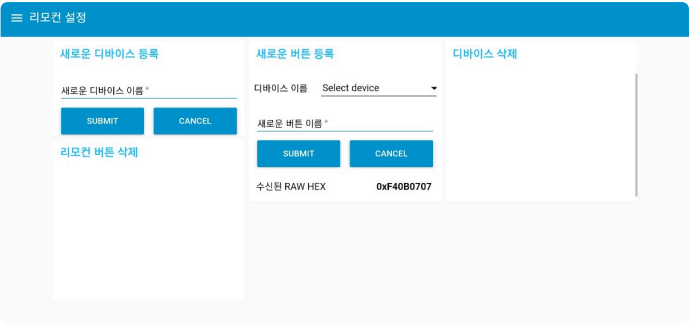 리모컨 설정
새로운 디바이스 등록
새로운 디바이스 이름 *
SUBMIT CANCEL
리모컨 버튼 삭제
새로운 버튼 등록
디바이스 이름 Select device
새로운 버튼 이름 *
SUBMIT CANCEL
수신된 RAW HEX 0xF40B0707
디바이스 삭제